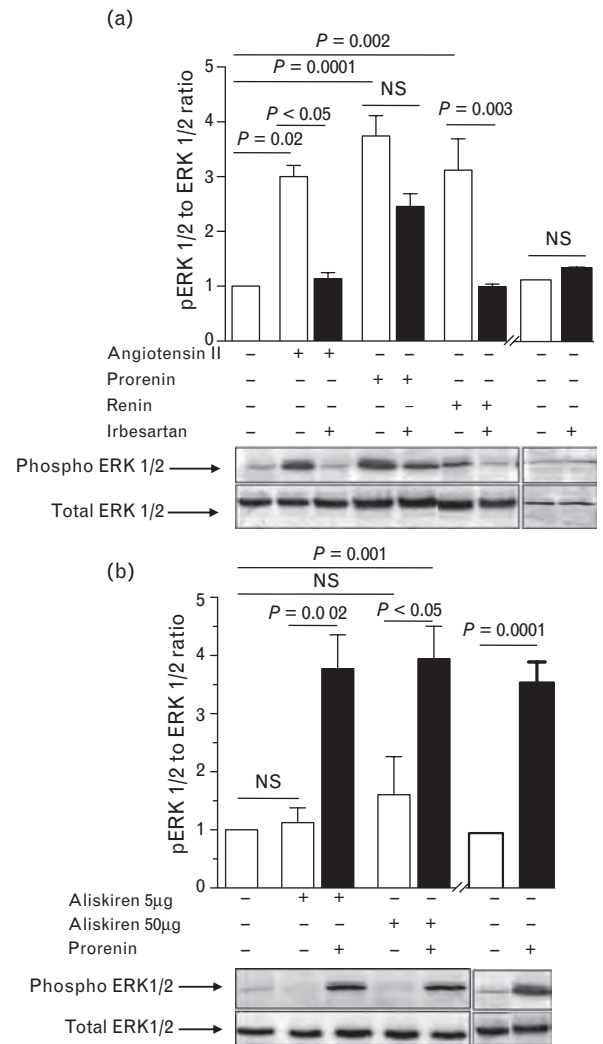 (a)
P = 0.002
P = 0.0001
P < 0.05
NS
P = 0.003
P = 0.02
NS
pERK 1/2 to ERK 1/2 ratio
5
4
3
2
1
0
Angiotensin II – + + – – – – – –
Prorenin – – – + + – – – –
Renin – – – – – + + – –
Irbesartan – – + – + – + – +
Phospho ERK 1/2
Total ERK 1/2
(b)
P = 0.001
NS
P = 0.0 02
P < 0.05
P = 0.0001
NS
pERK 1/2 to ERK 1/2 ratio
5
4
3
2
1
0
Aliskiren 5µg – + + – – – –
Aliskiren 50µg – – – + + – –
Prorenin – – + – + – +
Phospho ERK1/2
Total ERK1/2